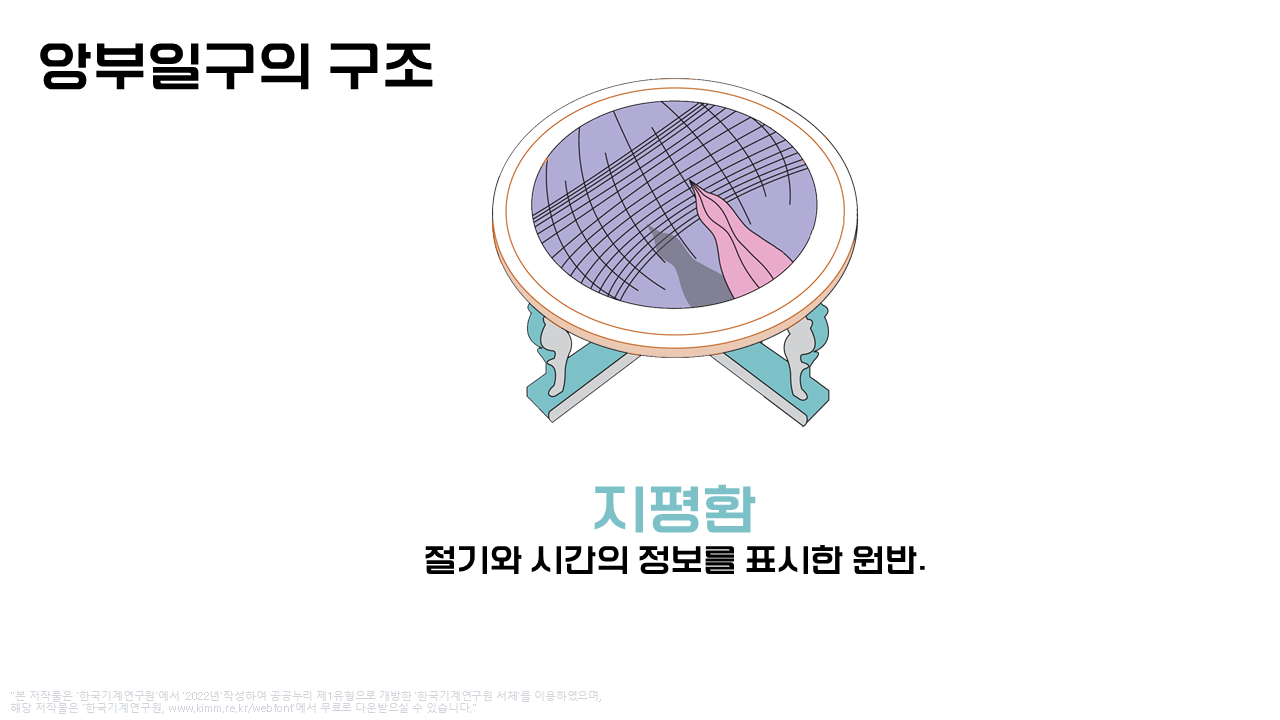 앙부일구의 구조
지평환
절기와 시간의 정보를 표시한 원반.
"본 저작물은 '한국기계연구원'에서 '2022년'작성하여 공공누리 제1유형으로 개방한 '한국기계연구원 서체'를 이용하였으며,
해당 저작물은 '한국기계연구원, www.kimm.re.kr/webfont'에서 무료로 다운받으실 수 있습니다."